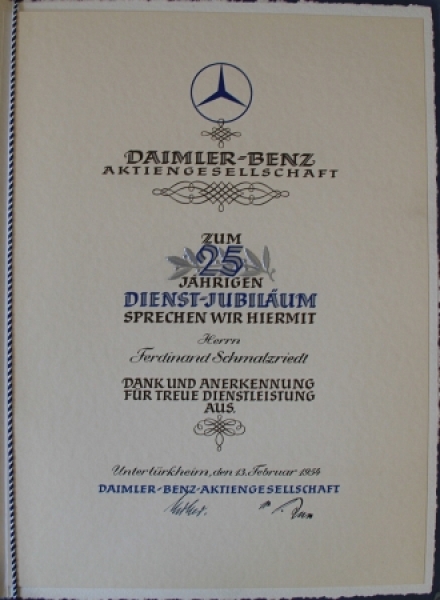 DAIMLER-BENZ
AKTIENGESELLSCHAFT
ZUM
25
JÄHRIGEN
DIENST-JUBILÄUM
SPRECHEN WIR HIERMIT
Herrn
Ferdinand Schmalzriedt
DANK UND ANERKENNUNG
FÜR TREUE DIENSTLEISTUNG
AUS.
Untertürkheim, den 13. Februar 1954
DAIMLER-BENZ-AKTIENGESELLSCHAFT